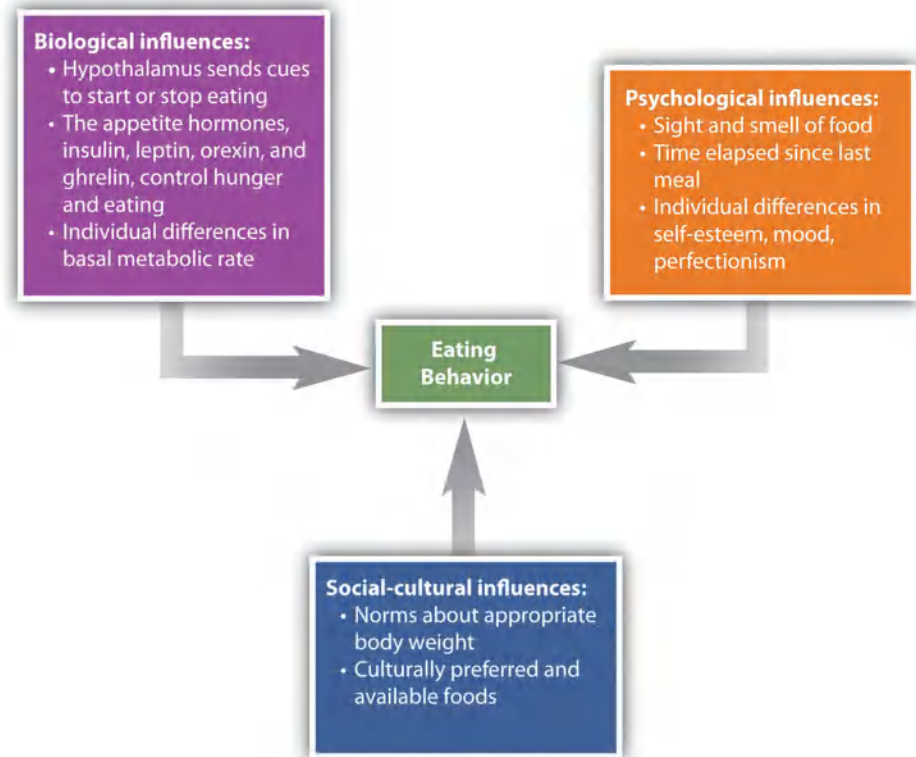 Biological influences:
• Hypothalamus sends cues
to start or stop eating
• The appetite hormones,
insulin, leptin, orexin, and
ghrelin, control hunger
and eating
• Individual differences in
basal metabolic rate
Psychological influences:
• Sight and smell of food
• Time elapsed since last
meal
• Individual differences in
self-esteem, mood,
perfectionism
Eating
Behavior
Social-cultural influences:
• Norms about appropriate
body weight
• Culturally preferred and
available foods